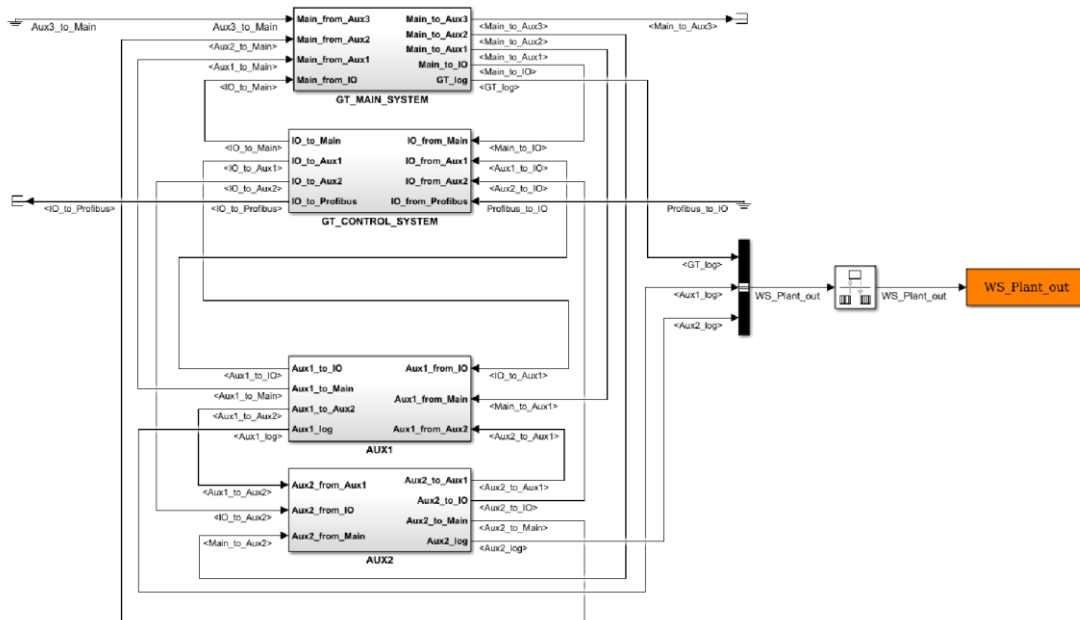 Aux3_to_Main
Aux3_to_Main
Main_from_Aux3
Main_to_Aux3
<Main_to_Aux3>
<Main_to_Aux3>
<Aux2_to_Main>
Main_from_Aux2
Main_to_Aux2
<Main_to_Aux2>
<Aux1_to_Main>
Main_from_Aux1
Main_to_Aux1
<Main_to_Aux1>
Main_to_IO
<Main_to_IO>
<IO_to_Main>
Main_from_IO
GT_log
<GT_log>
GT_MAIN_SYSTEM
<IO_to_Main>
IO_to_Main
IO_from_Main
<Main_to_IO>
<IO_to_Aux1>
IO_to_Aux1
IO_from_Aux1
<Aux1_to_IO>
<IO_to_Aux2>
IO_to_Aux2
IO_from_Aux2
<Aux2_to_IO>
<IO_to_Profibus>
<IO_to_Profibus>
IO_to_Profibus
IO_from_Profibus
Profibus_to_IO
Profibus_to_IO
GT_CONTROL_SYSTEM
<GT_log>
<Aux1_log>
<Aux2_log>
WS_Plant_out
WS_Plant_out
WS_Plant_out
<Aux1_to_IO>
Aux1_to_IO
Aux1_from_IO
<IO_to_Aux1>
<Aux1_to_Main>
Aux1_to_Main
Aux1_from_Main
<Main_to_Aux1>
<Aux1_to_Aux2>
Aux1_to_Aux2
<Aux1_log>
Aux1_log
Aux1_from_Aux2
<Aux2_to_Aux1>
AUX1
<Aux1_to_Aux2>
Aux2_from_Aux1
Aux2_to_Aux1
<Aux2_to_Aux1>
<IO_to_Aux2>
Aux2_from_IO
Aux2_to_IO
<Aux2_to_IO>
<Main_to_Aux2>
Aux2_from_Main
Aux2_to_Main
<Aux2_to_Main>
Aux2_log
<Aux2_log>
AUX2